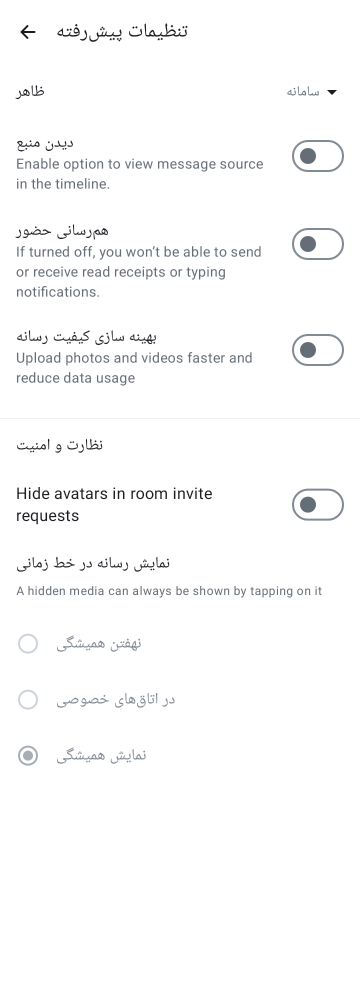 تنظیمات پیش‌رفته
ظاهر
سامانه
دیدن منبع
Enable option to view message source
in the timeline.
هم‌رسانی حضور
If turned off, you won't be able to send
or receive read receipts or typing
notifications.
بهینه سازی کیفیت رسانه
Upload photos and videos faster and
reduce data usage
نظارت و امنیت
Hide avatars in room invite
requests
نمایش رسانه در خط زمانی
A hidden media can always be shown by tapping on it
نهفتن همیشگی
در اتاق‌های خصوصی
نمایش همیشگی